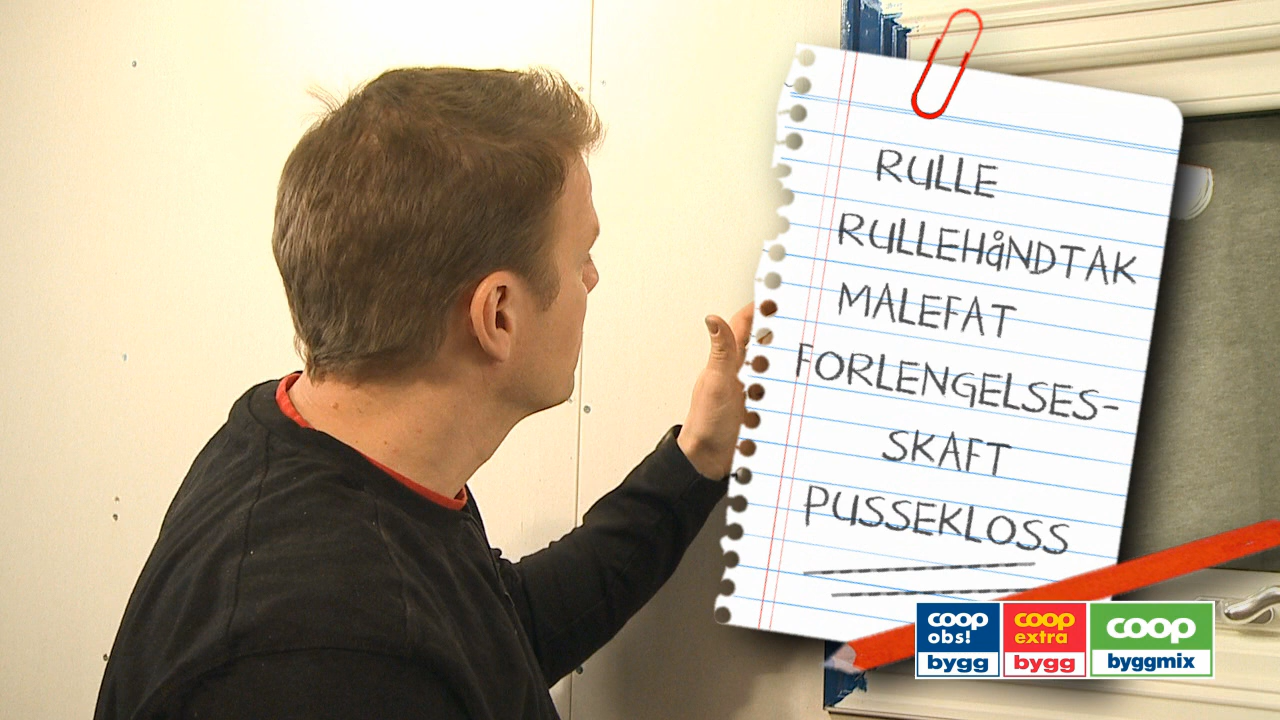 RULLE
RULLEHåNDTAK
MALEFAT
FORLENGELSES-
SKAFT
PUSSEKLOSS
coop obs! bygg
coop extra bygg
coop byggmix